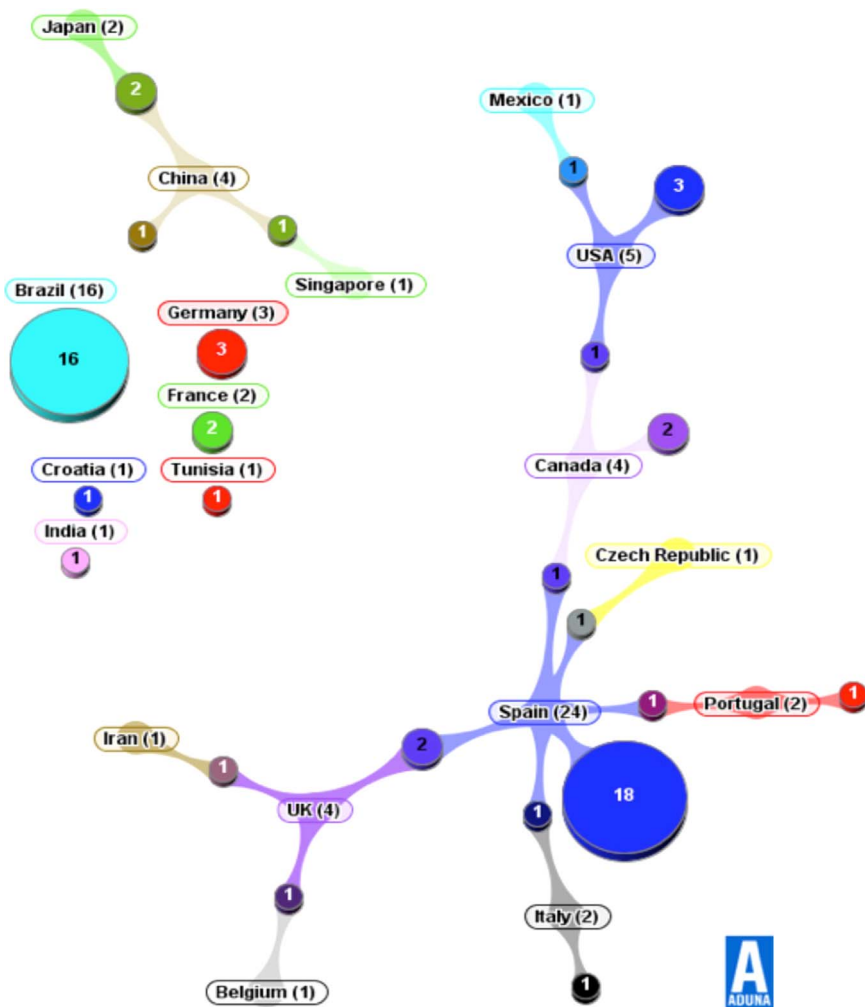 Japan (2)
2
China (4)
1
1
Singapore (1)
Brazil (16)
16
Germany (3)
3
France (2)
2
Croatia (1)
1
Tunisia (1)
1
India (1)
1
Mexico (1)
1
3
USA (5)
1
2
Canada (4)
1
Czech Republic (1)
1
Spain (24)
1
Portugal (2)
1
2
18
Iran (1)
1
UK (4)
1
1
Italy (2)
Belgium (1)
1
A
ADUNA